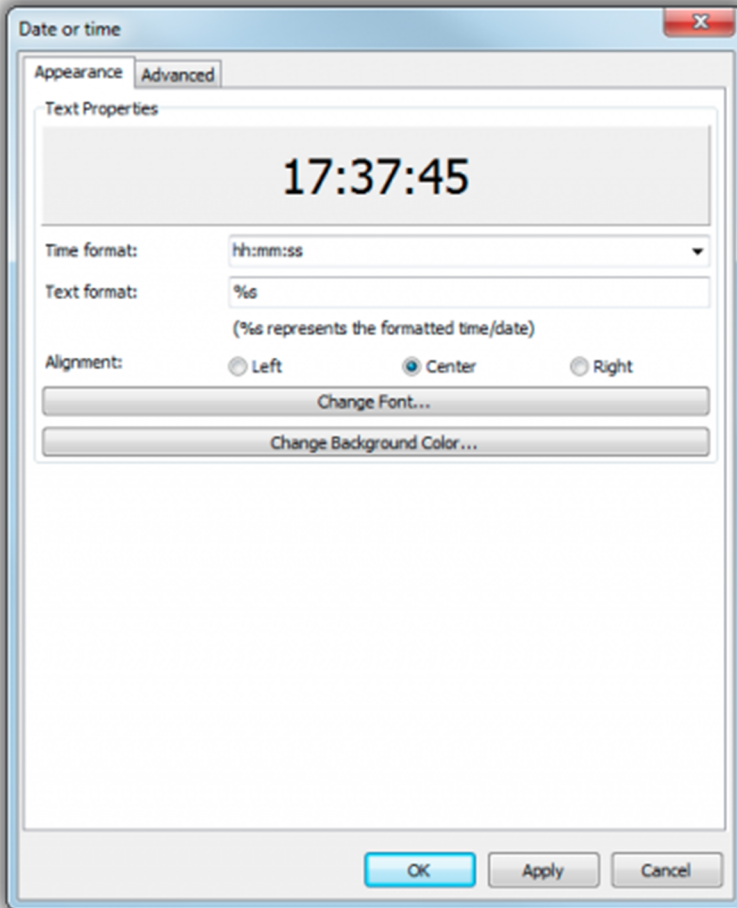 Date or time
Appearance Advanced
Text Properties
17:37:45
Time format: hh:mm:ss
Text format: %s
(%s represents the formatted time/date)
Alignment: Left Center Right
Change Font...
Change Background Color...
OK Apply Cancel